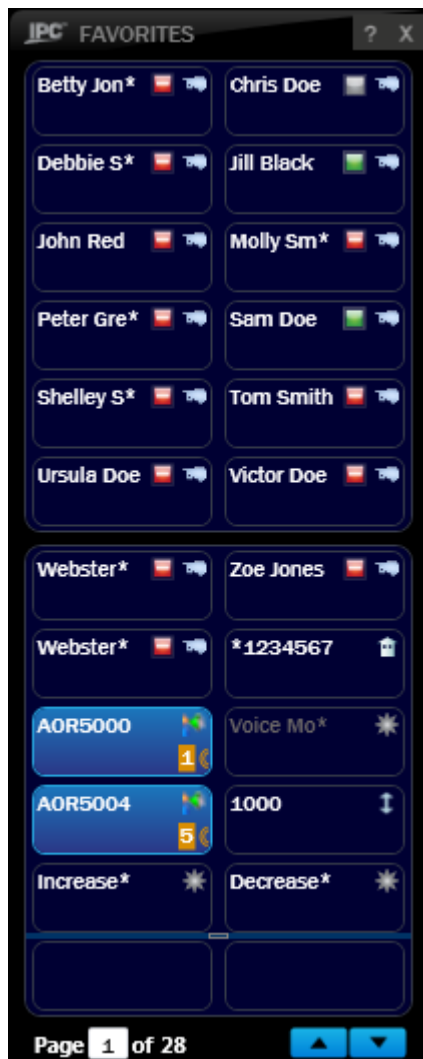 IPC FAVORITES ? X
Betty Jon* Chris Doe
Debbie S* Jill Black
John Red Molly Sm*
Peter Gre* Sam Doe
Shelley S* Tom Smith
Ursula Doe Victor Doe
Webster* Zoe Jones
Webster* *1234567
AOR5000 Voice Mo*
1
AOR5004 1000
5
Increase* Decrease*
Page 1 of 28